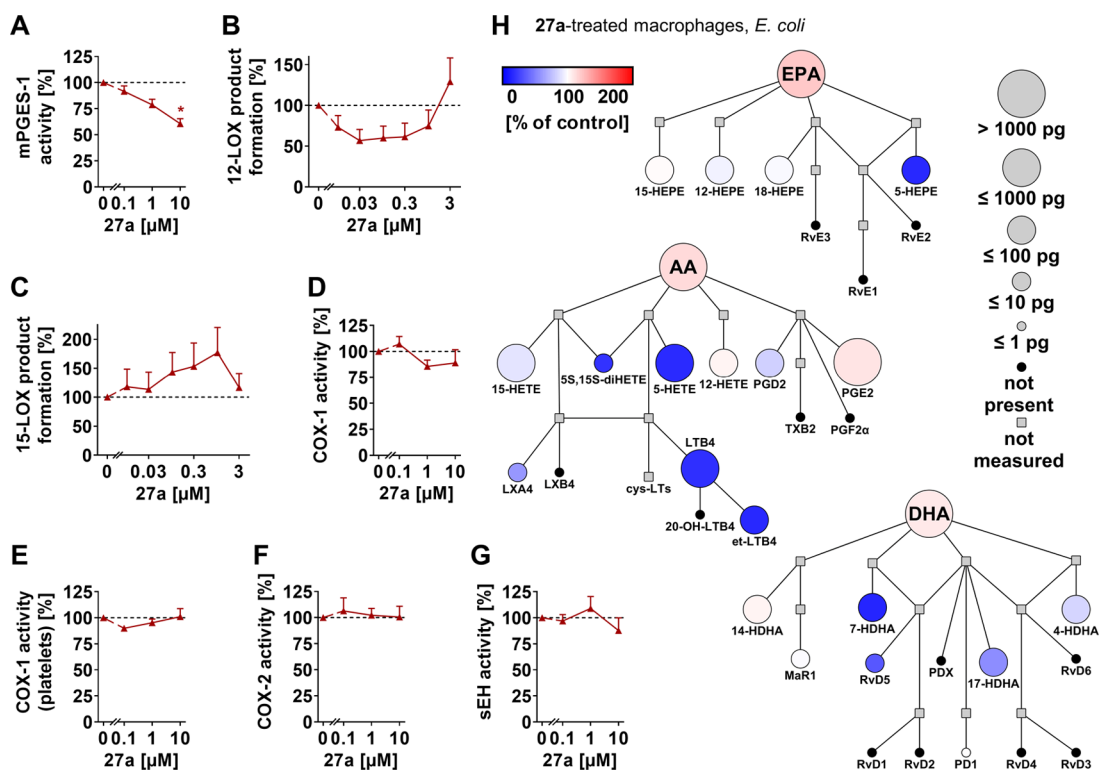 A
mPGES-1
activity [%]
125
100
75
50
25
0
0 0.1 1 10
*
27a [µM]
B
12-LOX product
formation [%]
150
100
50
0
0 0.03 0.3 3
27a [µM]
C
15-LOX product
formation [%]
200
150
100
50
0
0 0.03 0.3 3
27a [µM]
D
COX-1 activity [%]
125
100
75
50
25
0
0 0.1 1 10
27a [µM]
E
COX-1 activity
(platelets) [%]
125
100
75
50
25
0
0 0.1 1 10
27a [µM]
F
COX-2 activity [%]
125
100
75
50
25
0
0 0.1 1 10
27a [µM]
G
sEH activity [%]
125
100
75
50
25
0
0 0.1 1 10
27a [µM]
H
27a-treated macrophages, E. coli
0 100 200
[% of control]
EPA
15-HEPE
12-HEPE
18-HEPE
5-HEPE
RvE3
RvE2
RvE1
AA
15-HETE
5S,15S-diHETE
5-HETE
12-HETE
PGD2
PGE2
TXB2
PGF2α
LTB4
LXA4
LXB4
cys-LTs
20-OH-LTB4
et-LTB4
DHA
14-HDHA
7-HDHA
4-HDHA
MaR1
RvD5
PDX
17-HDHA
RvD6
RvD1
RvD2
PD1
RvD4
RvD3
> 1000 pg
≤ 1000 pg
≤ 100 pg
≤ 10 pg
≤ 1 pg
not
present
not
measured